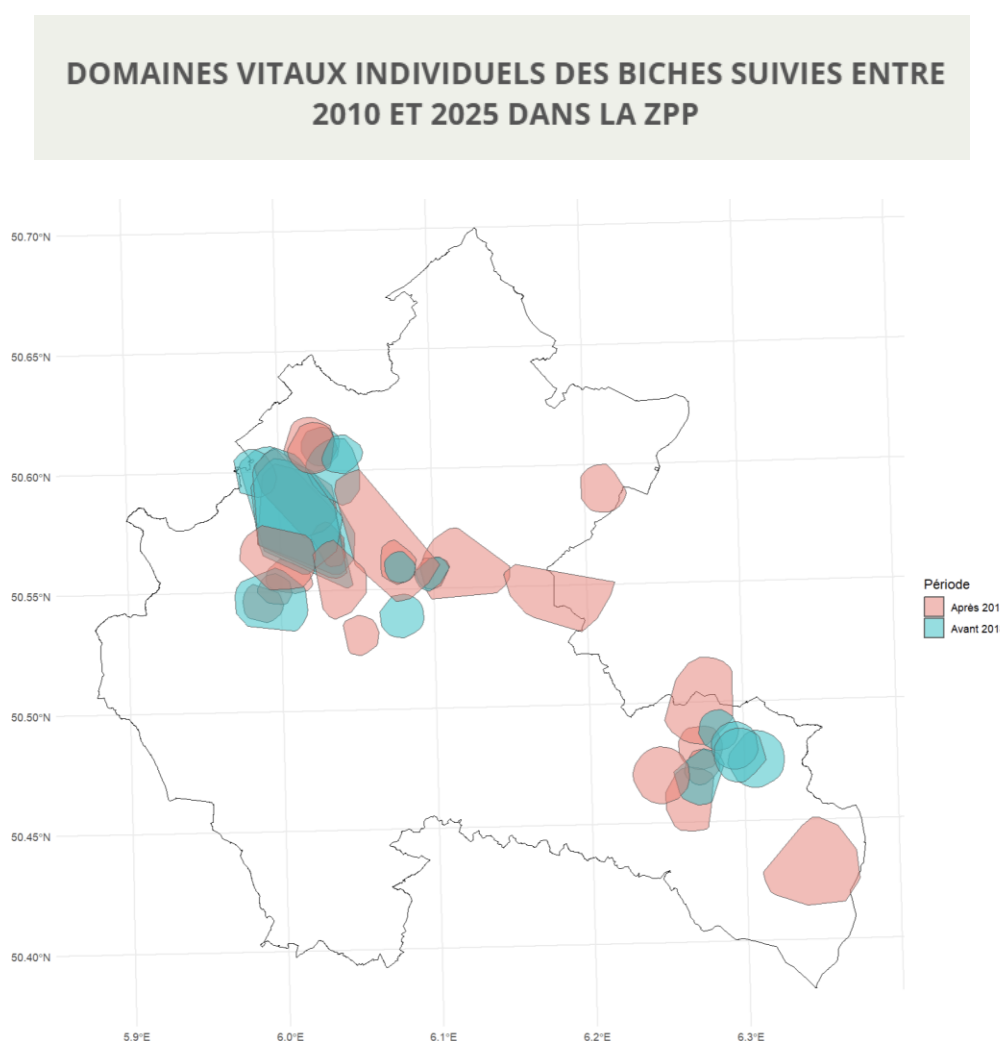 DOMAINES VITAUX INDIVIDUELS DES BICHES SUIVIES ENTRE
2010 ET 2025 DANS LA ZPP
50.70°N
50.65°N
50.60°N
50.55°N
50.50°N
50.45°N
50.40°N
5.9°E
6.0°E
6.1°E
6.2°E
6.3°E
Période
Après 201
Avant 201